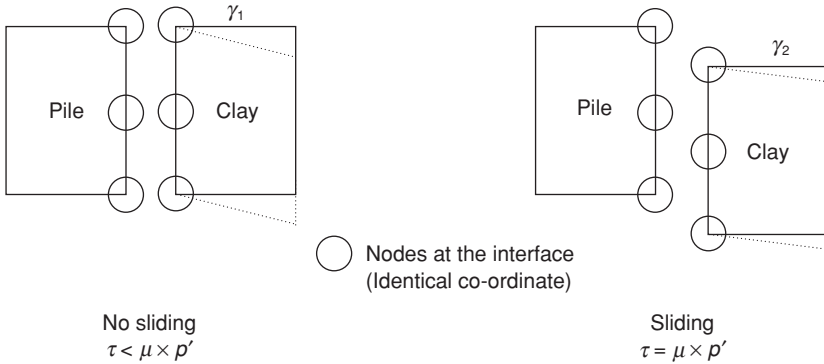 γ₁
Pile
Clay
γ₂
Pile
Clay
Nodes at the interface
(Identical co-ordinate)
No sliding
τ < μ × p′
Sliding
τ = μ × p′